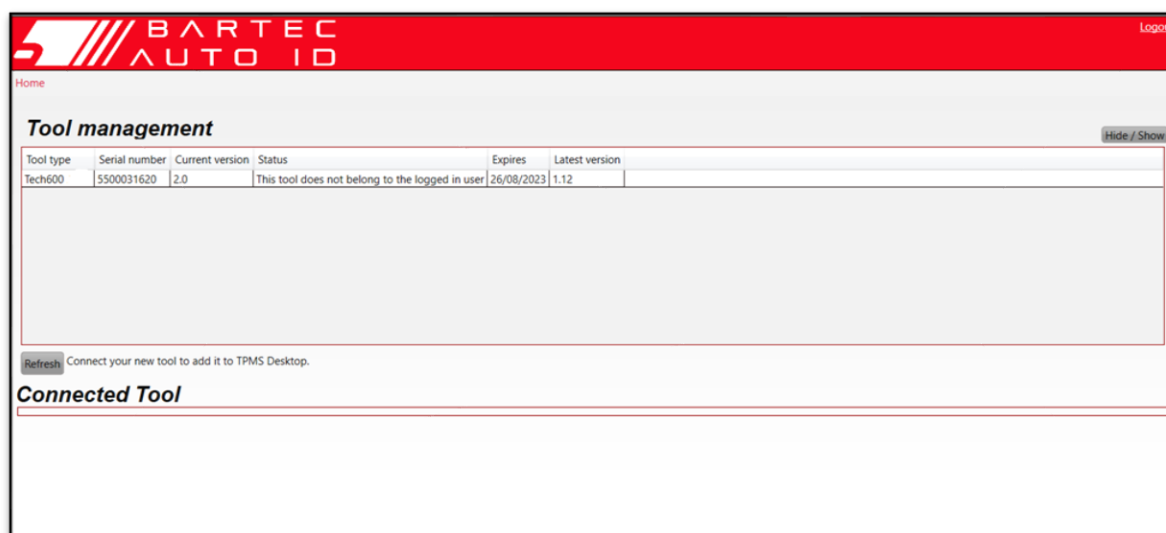 BARTEC
AUTO ID
Home
Tool management
Hide / Show
Tool type Serial number Current version Status Expires Latest version
Tech600 5500031620 2.0 This tool does not belong to the logged in user 26/08/2023 1.12
Refresh Connect your new tool to add it to TPMS Desktop.
Connected Tool